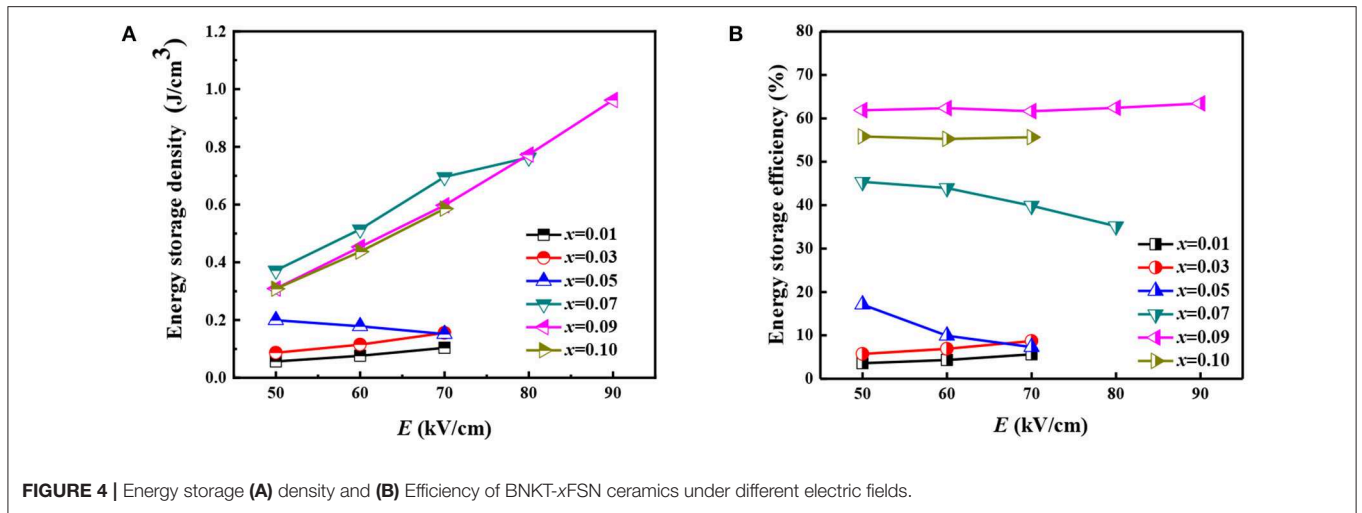 A
Energy storage density (J/cm³)
1.2
1.0
0.8
0.6
0.4
0.2
0.0
50 60 70 80 90
E (kV/cm)
x=0.01
x=0.03
x=0.05
x=0.07
x=0.09
x=0.10
B
Energy storage efficiency (%)
80
70
60
50
40
30
20
10
0
50 60 70 80 90
E (kV/cm)
x=0.01
x=0.03
x=0.05
x=0.07
x=0.09
x=0.10
FIGURE 4 | Energy storage (A) density and (B) Efficiency of BNKT-xFSN ceramics under different electric fields.